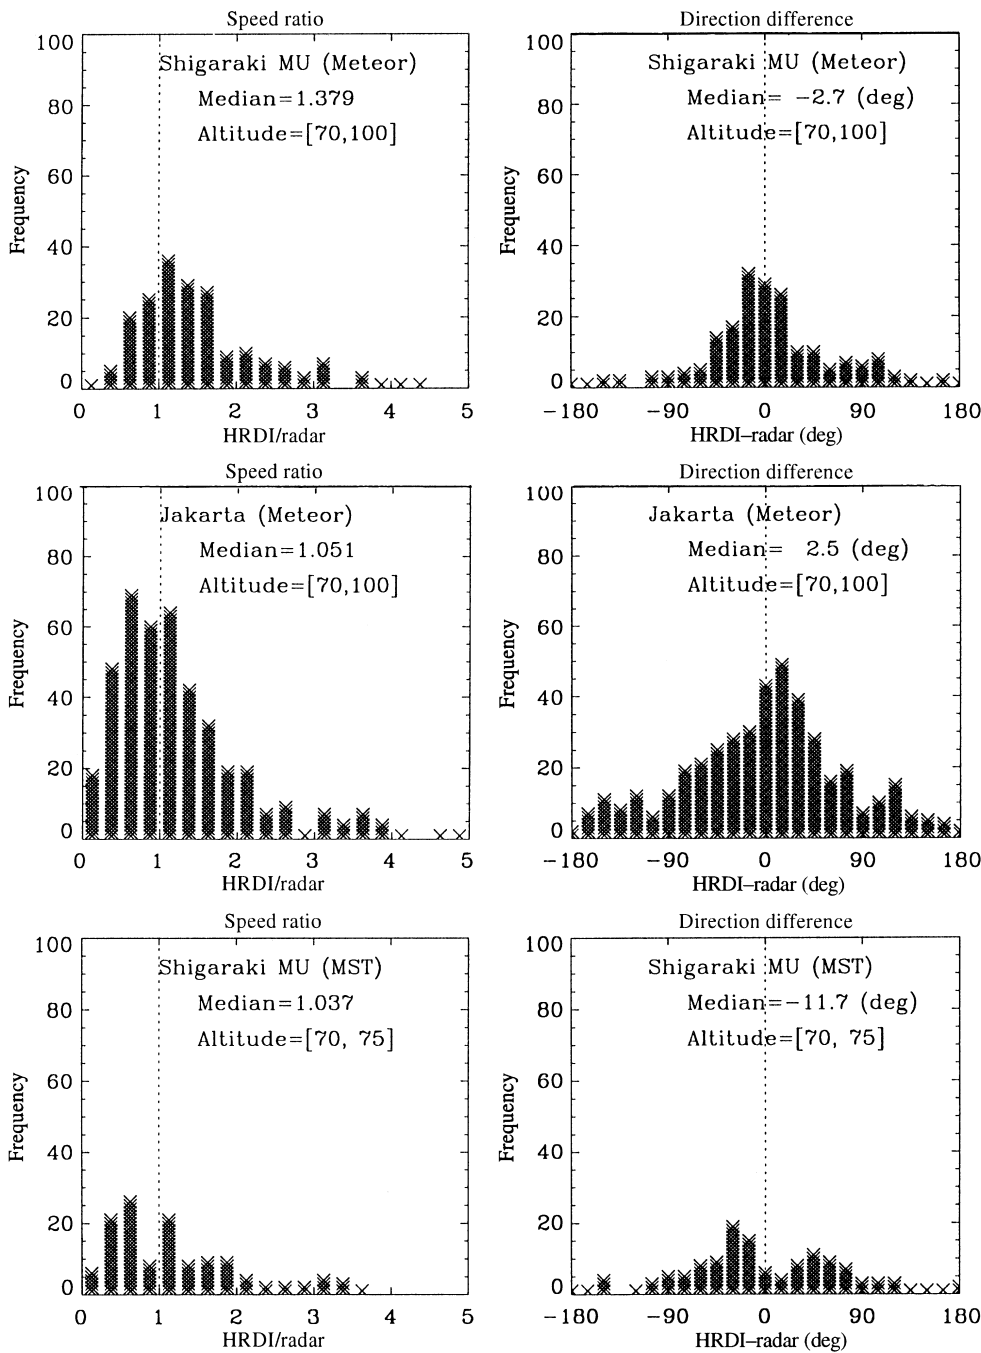 Speed ratio
100
80
60
40
20
0
Frequency
Shigaraki MU (Meteor)
Median=1.379
Altitude=[70,100]
0 1 2 3 4 5
HRDI/radar
Direction difference
100
80
60
40
20
0
Frequency
Shigaraki MU (Meteor)
Median= -2.7 (deg)
Altitude=[70,100]
-180 -90 0 90 180
HRDI–radar (deg)
Speed ratio
100
80
60
40
20
0
Frequency
Jakarta (Meteor)
Median=1.051
Altitude=[70,100]
0 1 2 3 4 5
HRDI/radar
Direction difference
100
80
60
40
20
0
Frequency
Jakarta (Meteor)
Median= 2.5 (deg)
Altitude=[70,100]
-180 -90 0 90 180
HRDI–radar (deg)
Speed ratio
100
80
60
40
20
0
Frequency
Shigaraki MU (MST)
Median=1.037
Altitude=[70, 75]
0 1 2 3 4 5
HRDI/radar
Direction difference
100
80
60
40
20
0
Frequency
Shigaraki MU (MST)
Median=-11.7 (deg)
Altitude=[70, 75]
-180 -90 0 90 180
HRDI–radar (deg)